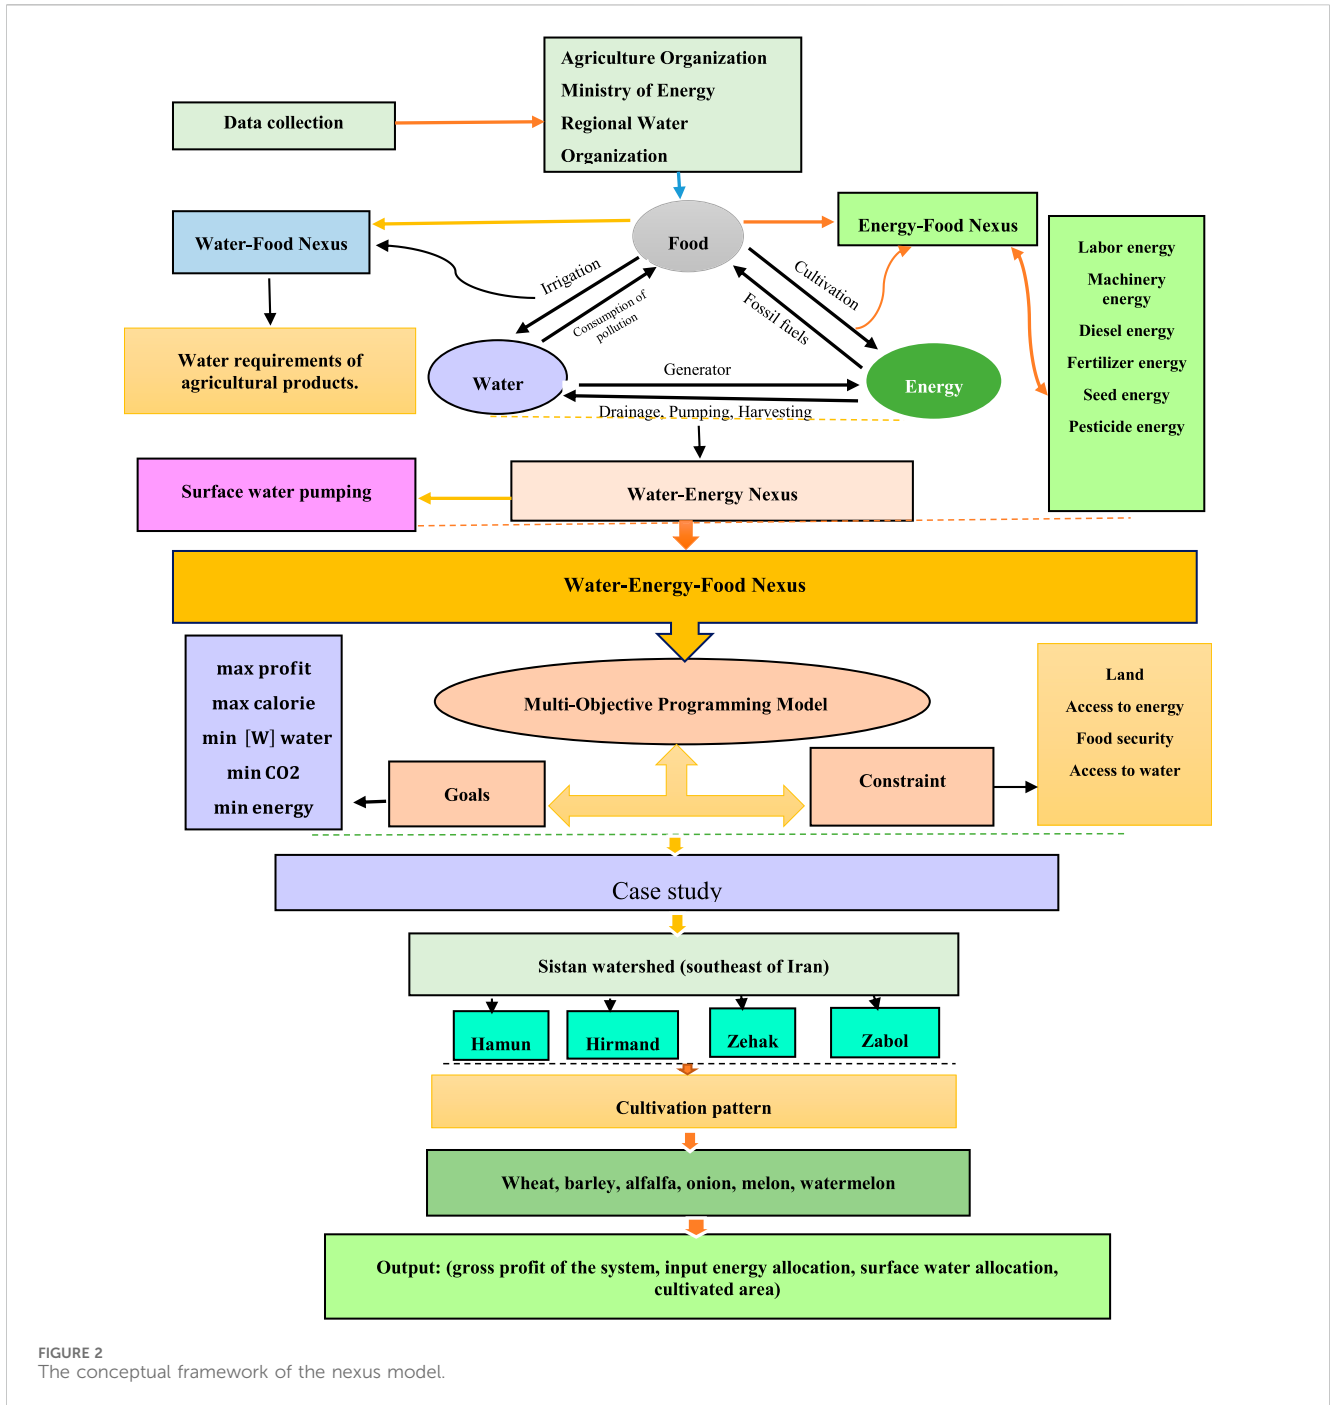 Agriculture Organization
Ministry of Energy
Regional Water
Organization
Data collection
Water-Food Nexus
Food
Energy-Food Nexus
Labor energy
Machinery
energy
Diesel energy
Fertilizer energy
Seed energy
Pesticide energy
Irrigation
Consumption of
pollution
Cultivation
Fossil fuels
Water requirements of
agricultural products.
Water
Generator
Energy
Drainage, Pumping, Harvesting
Surface water pumping
Water-Energy Nexus
Water-Energy-Food Nexus
max profit
max calorie
min [W] water
min CO2
min energy
Multi-Objective Programming Model
Land
Access to energy
Food security
Access to water
Goals
Constraint
Case study
Sistan watershed (southeast of Iran)
Hamun
Hirmand
Zehak
Zabol
Cultivation pattern
Wheat, barley, alfalfa, onion, melon, watermelon
Output: (gross profit of the system, input energy allocation, surface water allocation,
cultivated area)
FIGURE 2
The conceptual framework of the nexus model.